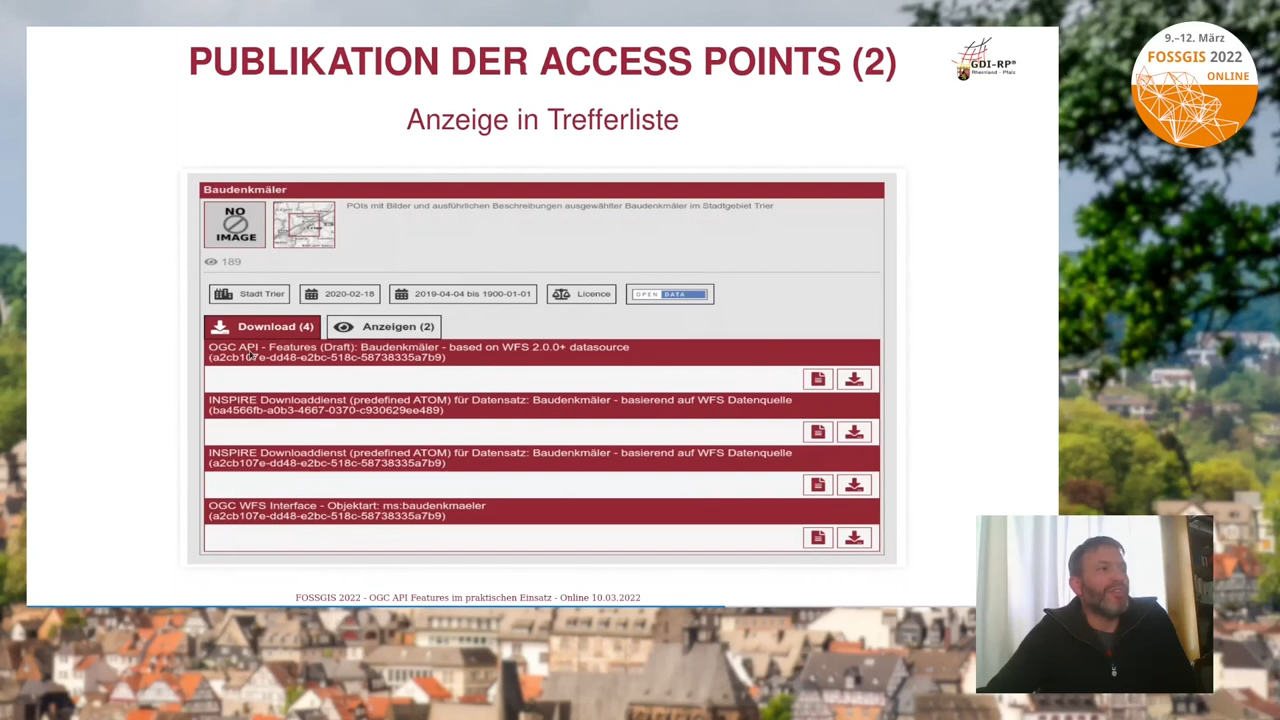 PUBLIKATION DER ACCESS POINTS (2)
GDI-RP®
Rheinland - Pfalz
9.–12. März
FOSSGIS 2022
ONLINE
Anzeige in Trefferliste
Baudenkmäler
NO
IMAGE
POIs mit Bilder und ausführlichen Beschreibungen ausgewählter Baudenkmäler im Stadtgebiet Trier
189
Stadt Trier
2020-02-18
2019-04-04 bis 1900-01-01
Licence
OPEN DATA
Download (4)
Anzeigen (2)
OGC API - Features (Draft): Baudenkmäler - based on WFS 2.0.0+ datasource
(a2cb107e-dd48-e2bc-518c-58738335a7b9)
INSPIRE Downloaddienst (predefined ATOM) für Datensatz: Baudenkmäler - basierend auf WFS Datenquelle
(ba4566fb-a0b3-4667-0370-c930629ee489)
INSPIRE Downloaddienst (predefined ATOM) für Datensatz: Baudenkmäler - basierend auf WFS Datenquelle
(a2cb107e-dd48-e2bc-518c-58738335a7b9)
OGC WFS Interface - Objektart: ms:baudenkmaeler
(a2cb107e-dd48-e2bc-518c-58738335a7b9)
FOSSGIS 2022 - OGC API Features im praktischen Einsatz - Online 10.03.2022